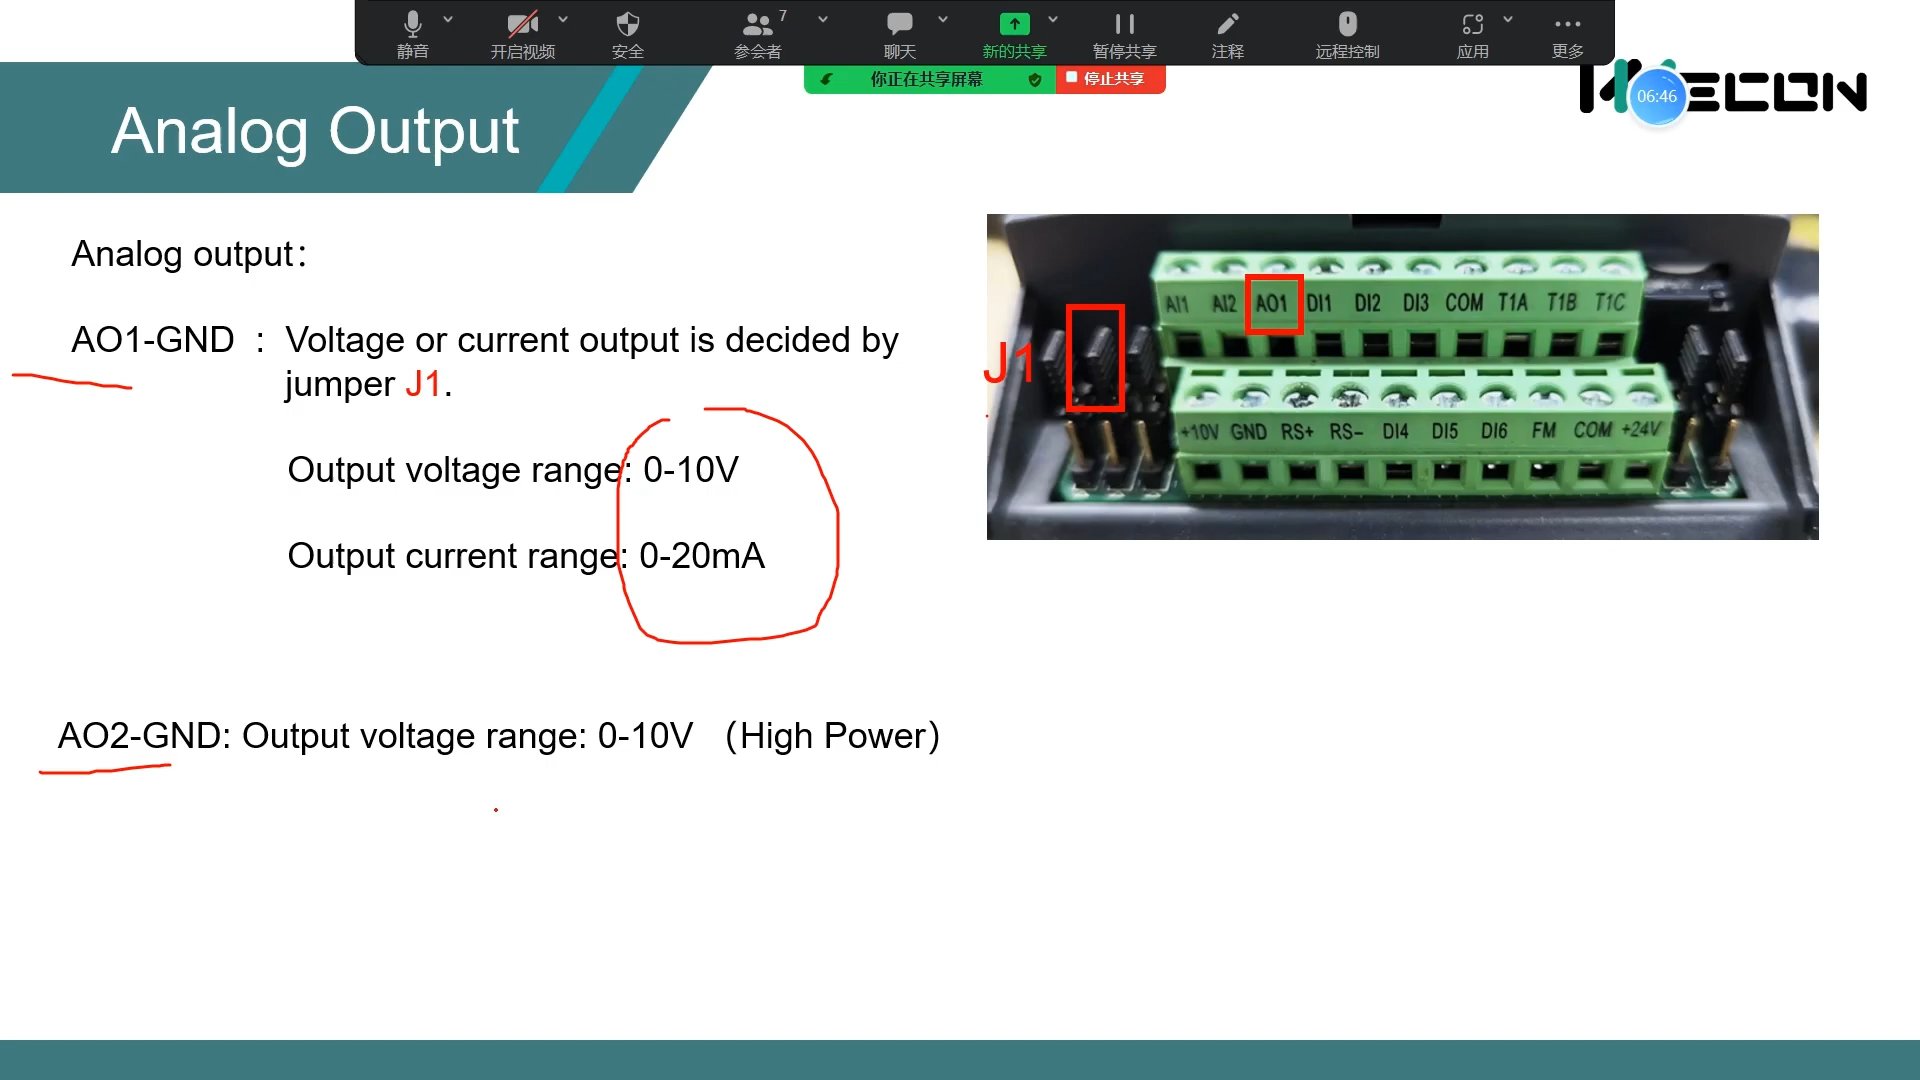 静音
开启视频
安全
参会者 7
聊天
新的共享
暂停共享
注释
远程控制
应用
更多
你正在共享屏幕
停止共享
06:46
ECON
Analog Output
Analog output:
AO1-GND : Voltage or current output is decided by
jumper J1.
Output voltage range: 0-10V
Output current range: 0-20mA
AO2-GND: Output voltage range: 0-10V （High Power）
J1
AI1 AI2 AO1 DI1 DI2 DI3 COM T1A T1B T1C
+10V GND RS+ RS- DI4 DI5 DI6 FM COM +24V